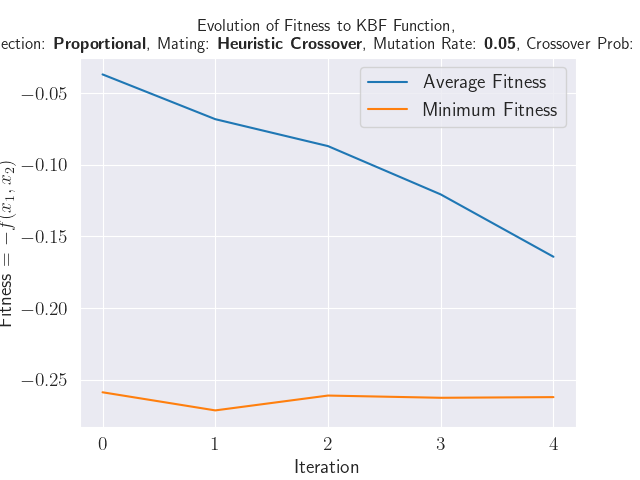 Evolution of Fitness to KBF Function,
ection: Proportional, Mating: Heuristic Crossover, Mutation Rate: 0.05, Crossover Prob:
Average Fitness
Minimum Fitness
−0.05
−0.10
−0.15
−0.20
−0.25
Fitness = −f(x₁, x₂)
0 1 2 3 4
Iteration